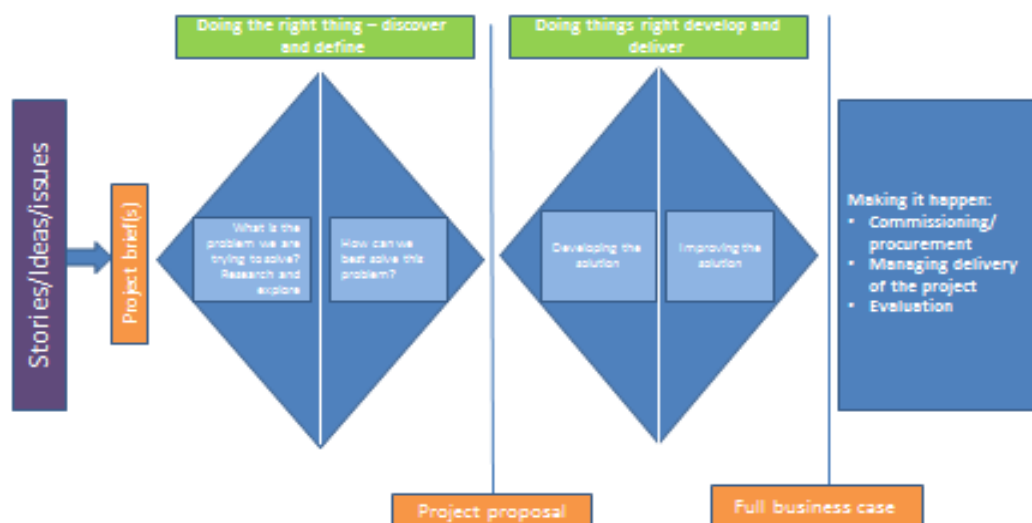 Doing the right thing – discover
and define
Doing things right develop and
deliver
Stories/Ideas/issues
Project brief(s)
What is the
problem we are
trying to solve?
Research and
explore
How can we
best solve this
problem?
Developing the
solution
Improving the
solution
Making it happen:
• Commissioning/
procurement
• Managing delivery
of the project
• Evaluation
Project proposal
Full business case